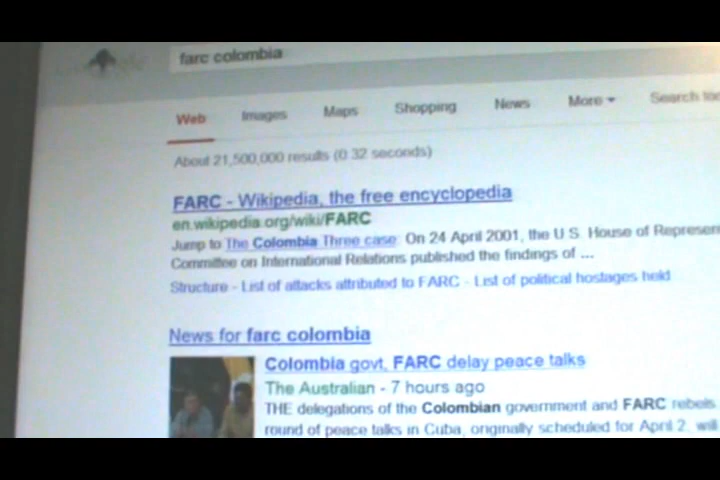 farc colombia
Web Images Maps Shopping News More Search
About 21,500,000 results (0.32 seconds)
FARC - Wikipedia, the free encyclopedia
en.wikipedia.org/wiki/FARC
Jump to The Colombia Three case: On 24 April 2001, the U.S. House of
Committee on International Relations published the findings of ...
Structure - List of attacks attributed to FARC - List of political hostages held
News for farc colombia
Colombia govt, FARC delay peace talks
The Australian - 7 hours ago
THE delegations of the Colombian government and FARC rebels
round of peace talks in Cuba, originally scheduled for April 2, will